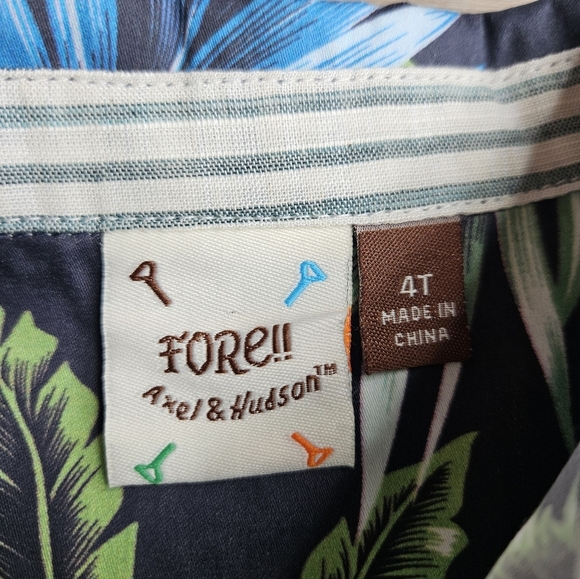 FORE!!
Axel & Hudson™
4T
MADE IN
CHINA